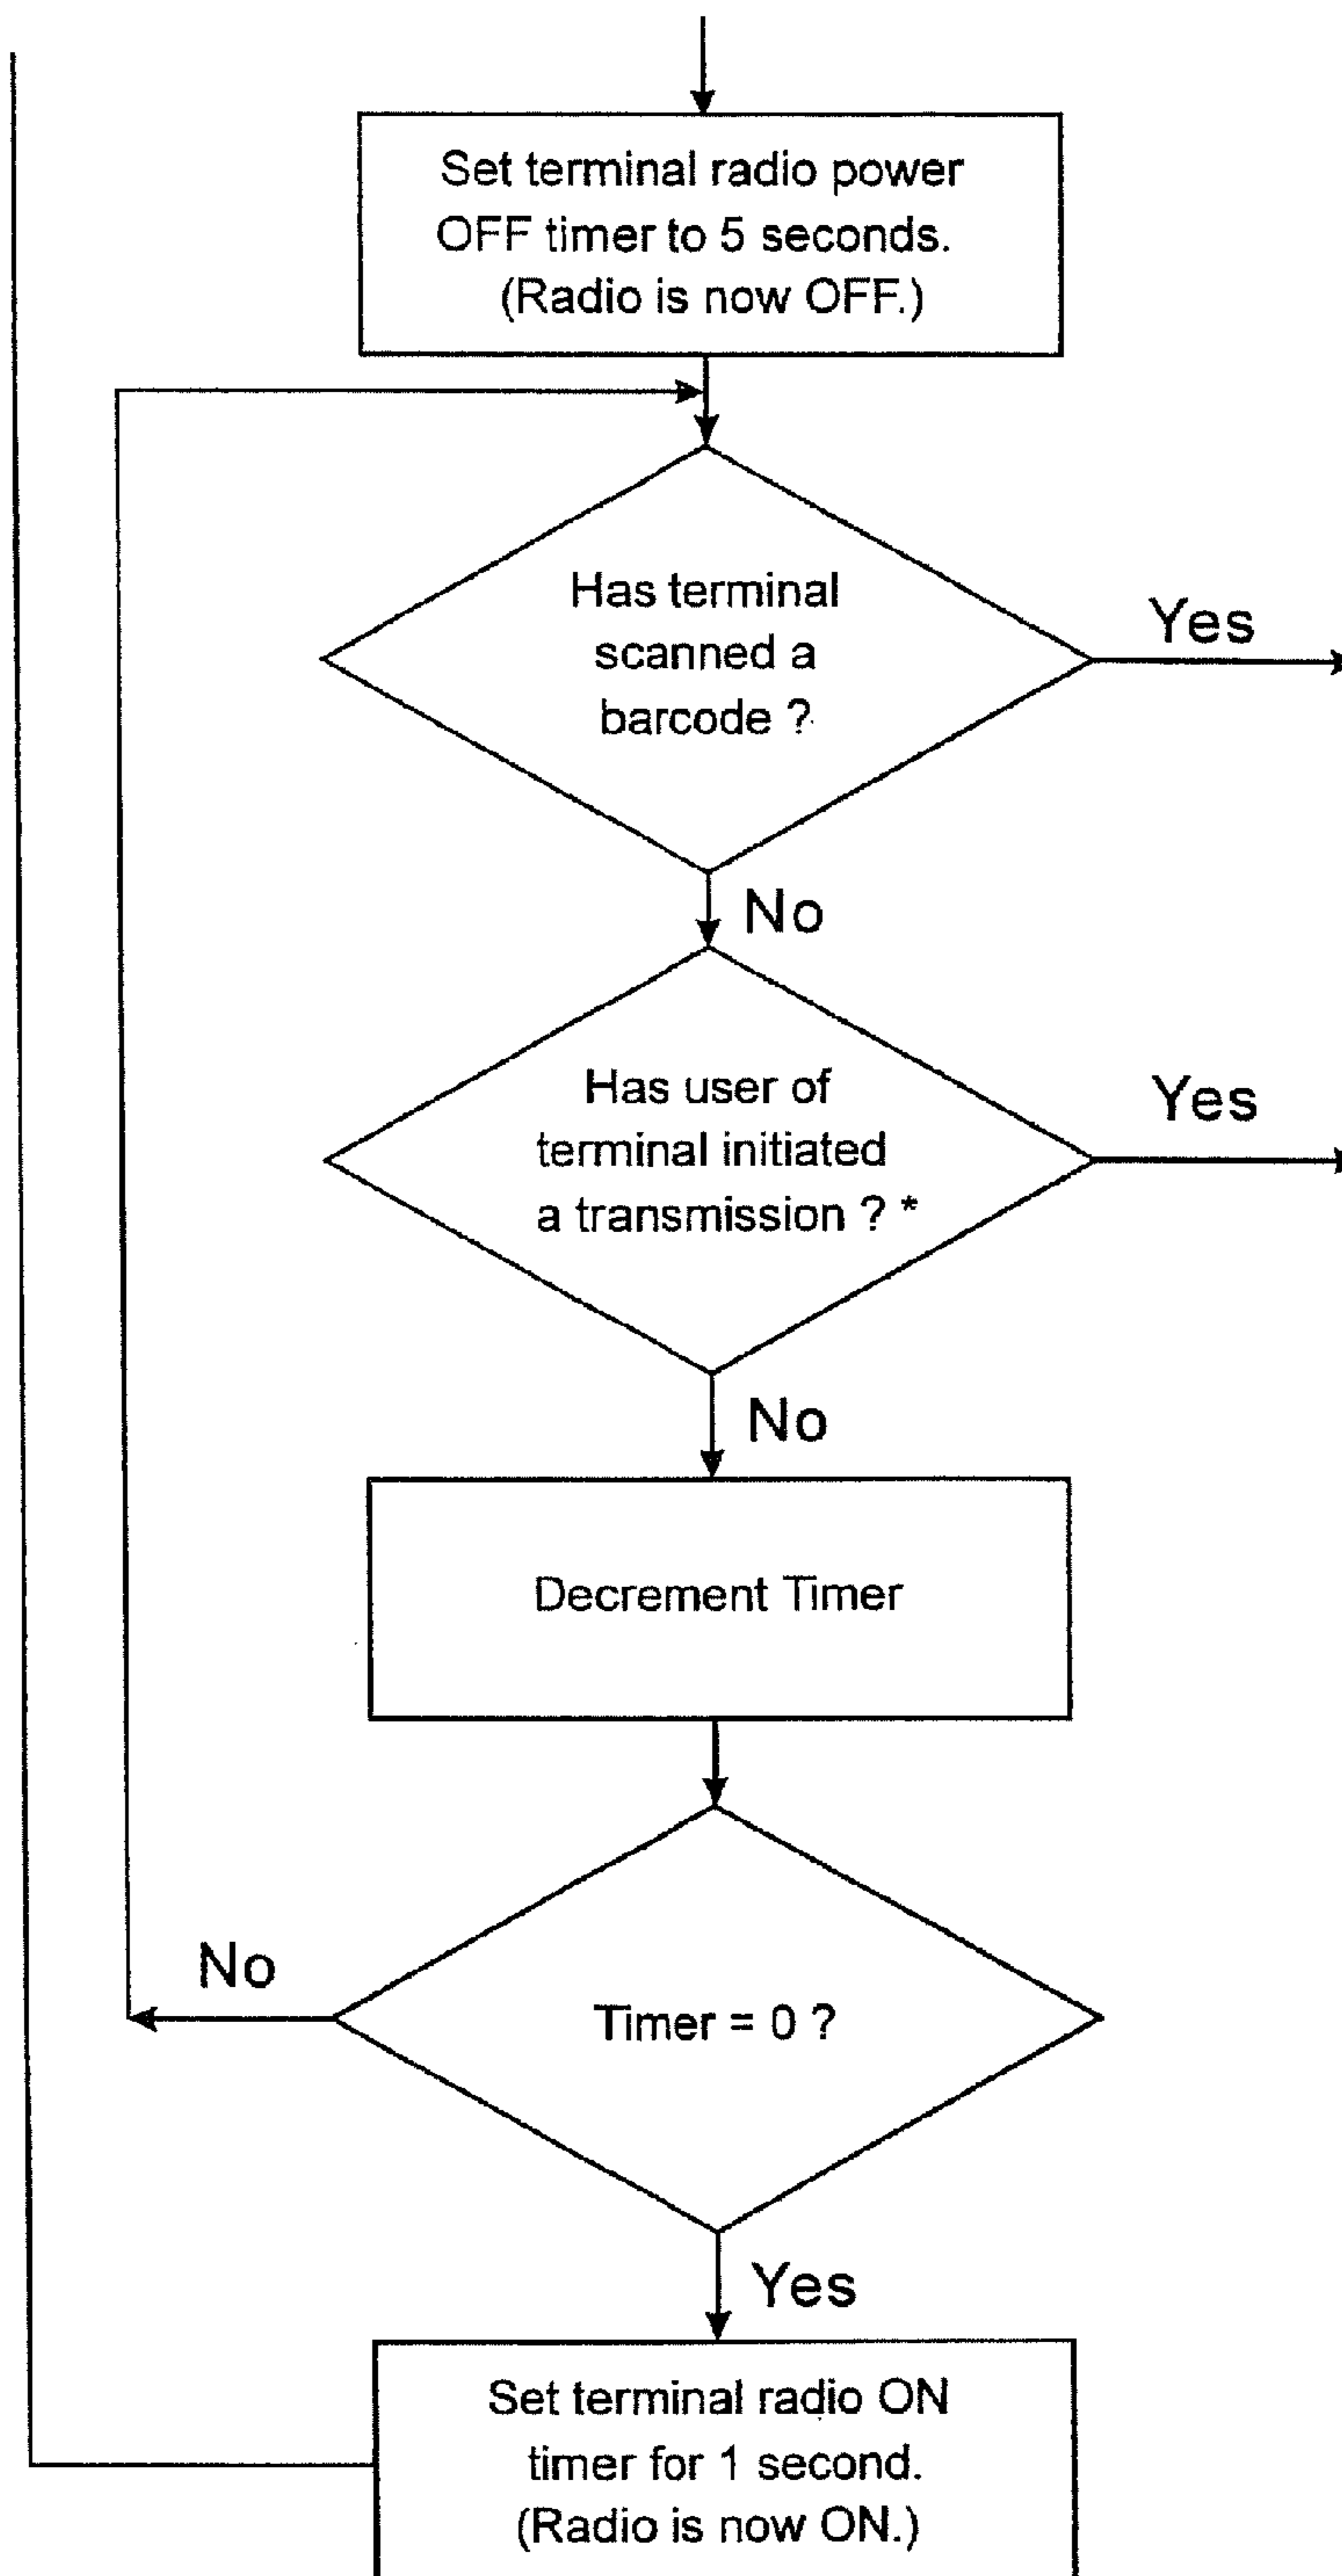 Set terminal radio power
OFF timer to 5 seconds.
(Radio is now OFF.)
Has terminal
scanned a
barcode ?
Yes
No
Has user of
terminal initiated
a transmission ? *
Yes
No
Decrement Timer
No
Timer = 0 ?
Yes
Set terminal radio ON
timer for 1 second.
(Radio is now ON.)